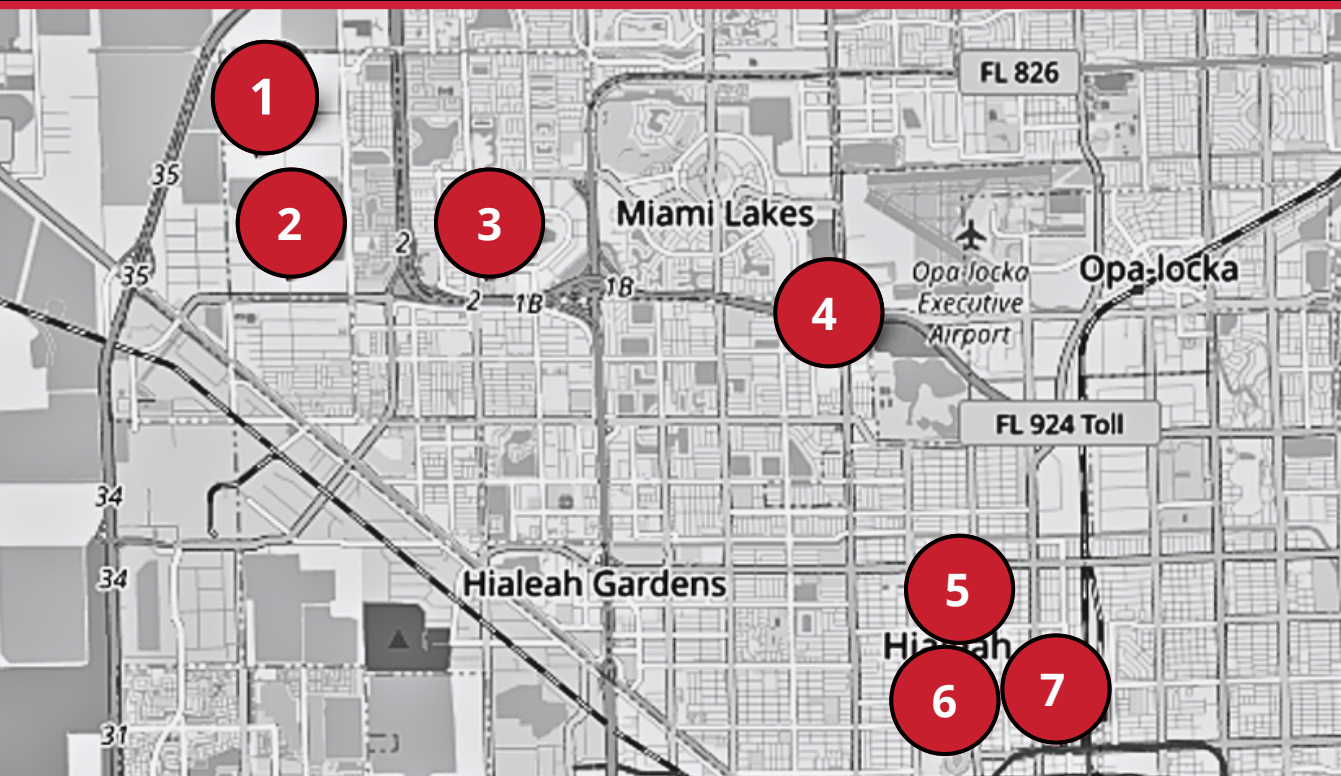 FL 826
1
35
2
3
Miami Lakes
2
35
Opa-locka
Opa-locka
Executive
Airport
2
1B
1B
4
FL 924 Toll
34
34
Hialeah Gardens
5
6
7
31